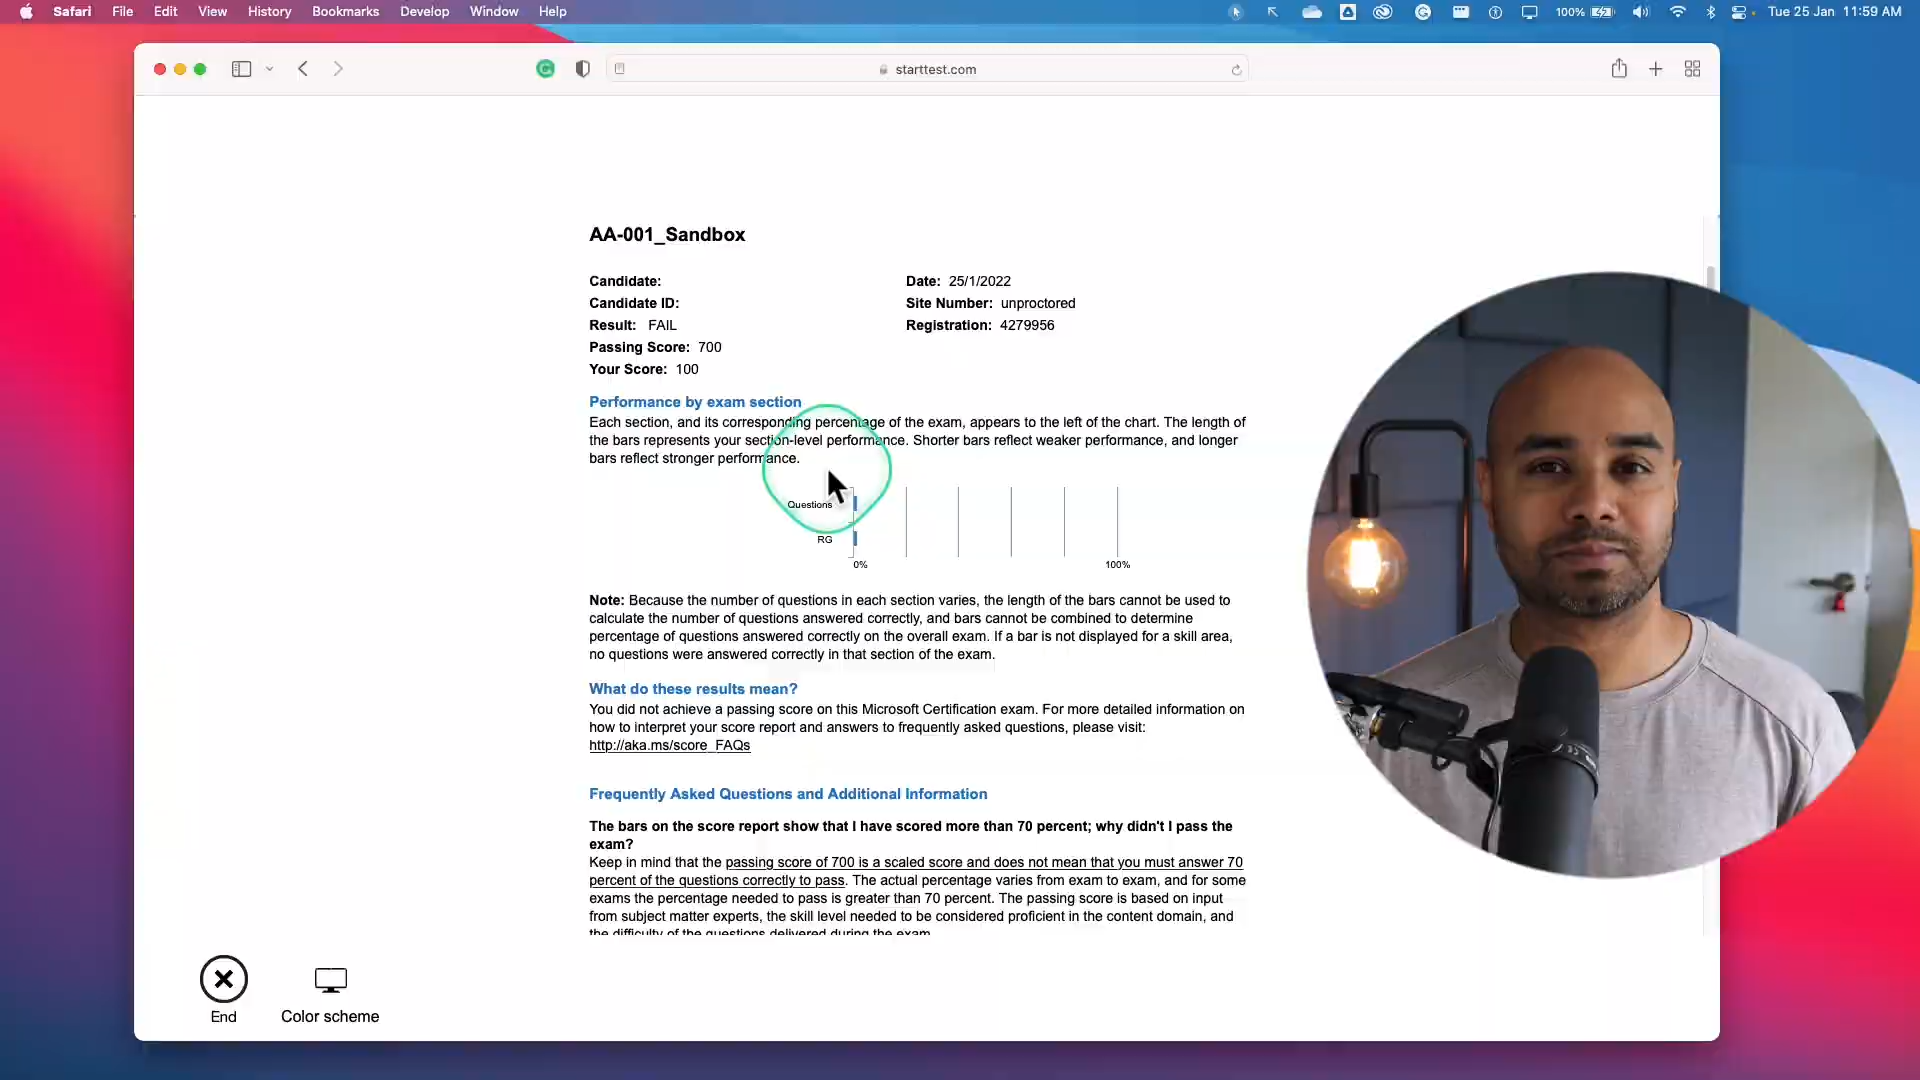 Safari File Edit View History Bookmarks Develop Window Help 100% Tue 25 Jan 11:59 AM
starttest.com
AA-001_Sandbox
Candidate:
Candidate ID:
Result: FAIL
Passing Score: 700
Your Score: 100
Date: 25/1/2022
Site Number: unproctored
Registration: 4279956
Performance by exam section
Each section, and its corresponding percentage of the exam, appears to the left of the chart. The length of
the bars represents your section-level performance. Shorter bars reflect weaker performance, and longer
bars reflect stronger performance.
Questions
RG
0% 100%
Note: Because the number of questions in each section varies, the length of the bars cannot be used to
calculate the number of questions answered correctly, and bars cannot be combined to determine
percentage of questions answered correctly on the overall exam. If a bar is not displayed for a skill area,
no questions were answered correctly in that section of the exam.
What do these results mean?
You did not achieve a passing score on this Microsoft Certification exam. For more detailed information on
how to interpret your score report and answers to frequently asked questions, please visit:
http://aka.ms/score_FAQs
Frequently Asked Questions and Additional Information
The bars on the score report show that I have scored more than 70 percent; why didn't I pass the
exam?
Keep in mind that the passing score of 700 is a scaled score and does not mean that you must answer 70
percent of the questions correctly to pass. The actual percentage varies from exam to exam, and for some
exams the percentage needed to pass is greater than 70 percent. The passing score is based on input
from subject matter experts, the skill level needed to be considered proficient in the content domain, and
the difficulty of the questions delivered during the exam.
End
Color scheme